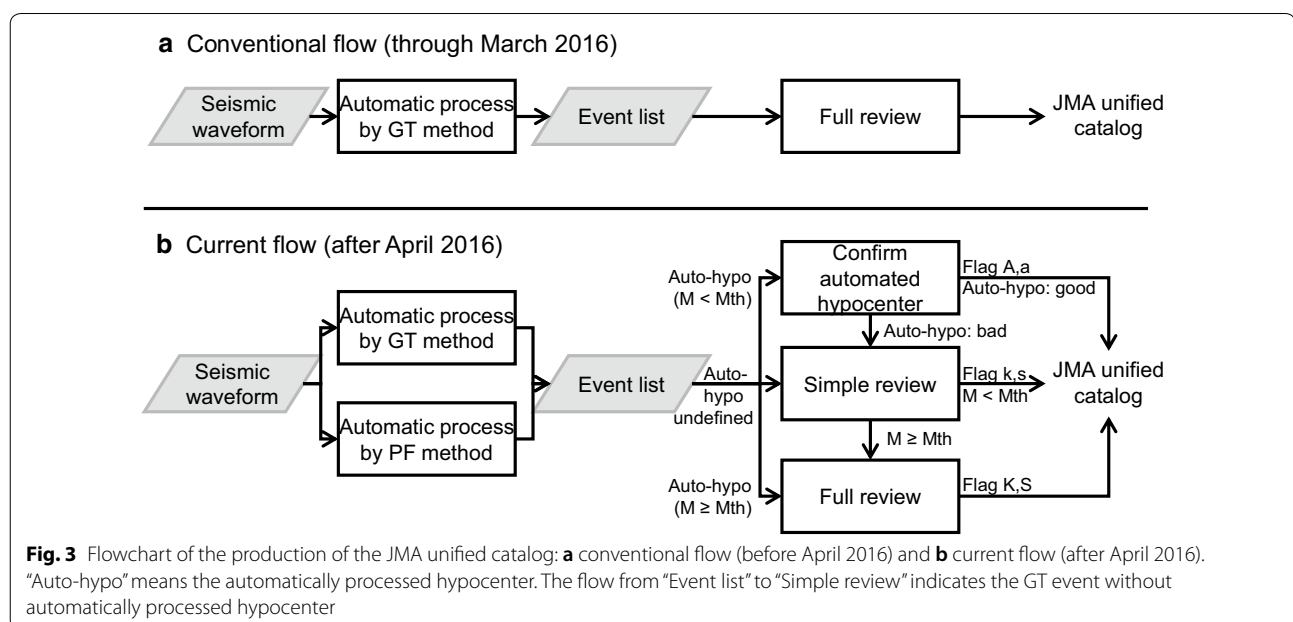 a Conventional flow (through March 2016)
Seismic
waveform
Automatic process
by GT method
Event list
Full review
JMA unified
catalog
b Current flow (after April 2016)
Seismic
waveform
Automatic process
by GT method
Automatic process
by PF method
Event list
Auto-hypo
(M < Mth)
Auto-
hypo
undefined
Auto-hypo
(M ≥ Mth)
Confirm
automated
hypocenter
Flag A,a
Auto-hypo: good
Auto-hypo: bad
Simple review
Flag k,s
M < Mth
M ≥ Mth
Full review
Flag K,S
JMA unified
catalog
Fig. 3 Flowchart of the production of the JMA unified catalog: a conventional flow (before April 2016) and b current flow (after April 2016).
“Auto-hypo” means the automatically processed hypocenter. The flow from “Event list” to “Simple review” indicates the GT event without
automatically processed hypocenter